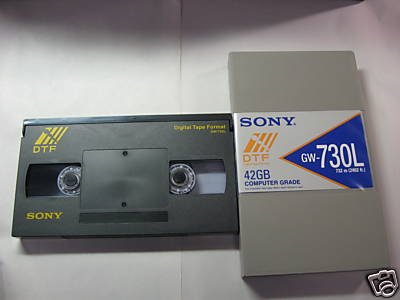 DTF
Digital Tape Format
SONY
SONY
DTF
GW-730L
732 m (2402 ft.)
42GB
COMPUTER GRADE